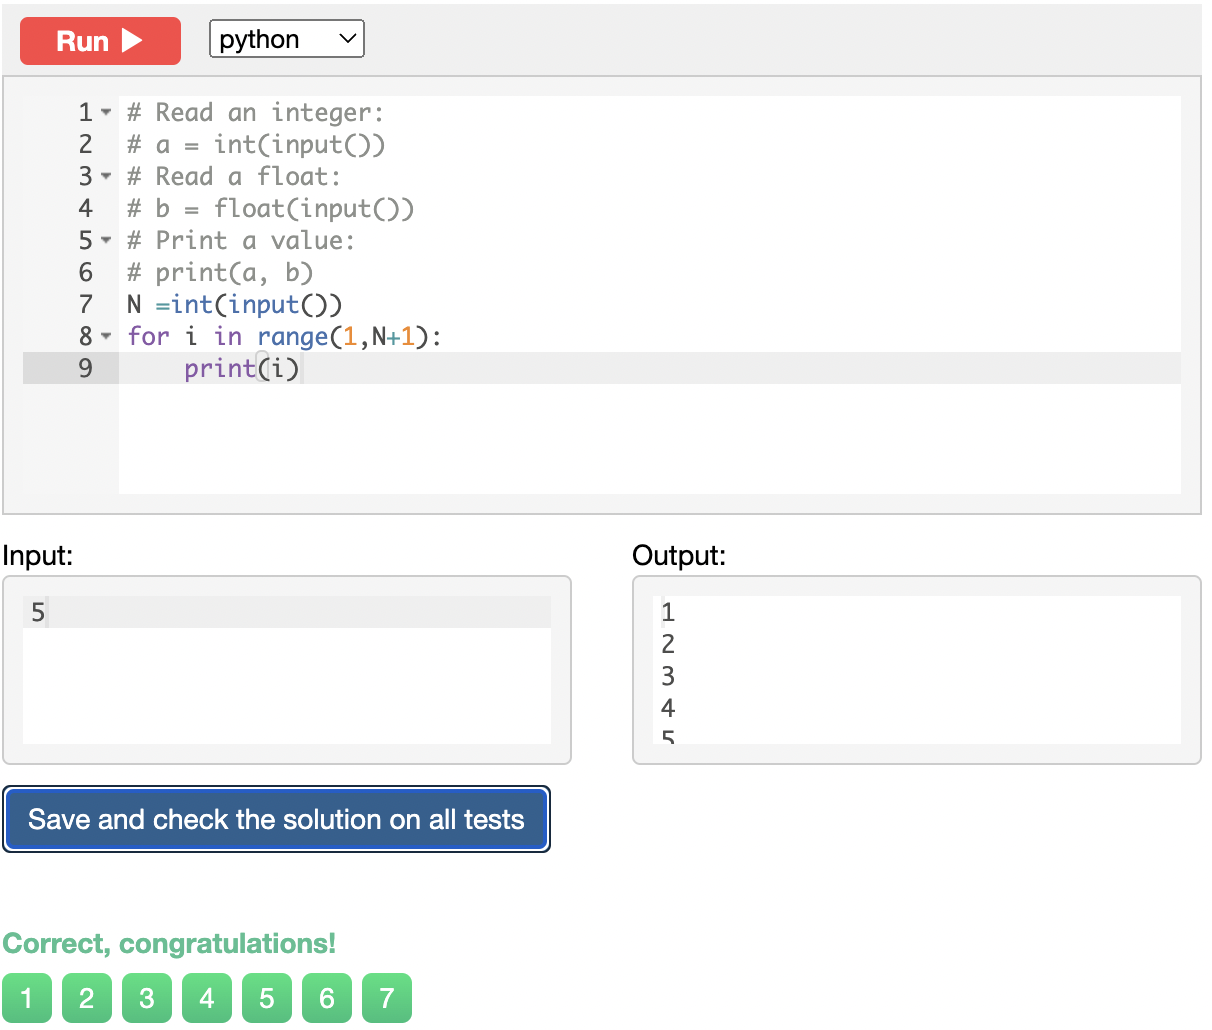 Run python
1 # Read an integer:
2 # a = int(input())
3 # Read a float:
4 # b = float(input())
5 # Print a value:
6 # print(a, b)
7 N =int(input())
8 for i in range(1,N+1):
9     print(i)
Input:
5
Output:
1
2
3
4
5
Save and check the solution on all tests
Correct, congratulations!
1 2 3 4 5 6 7